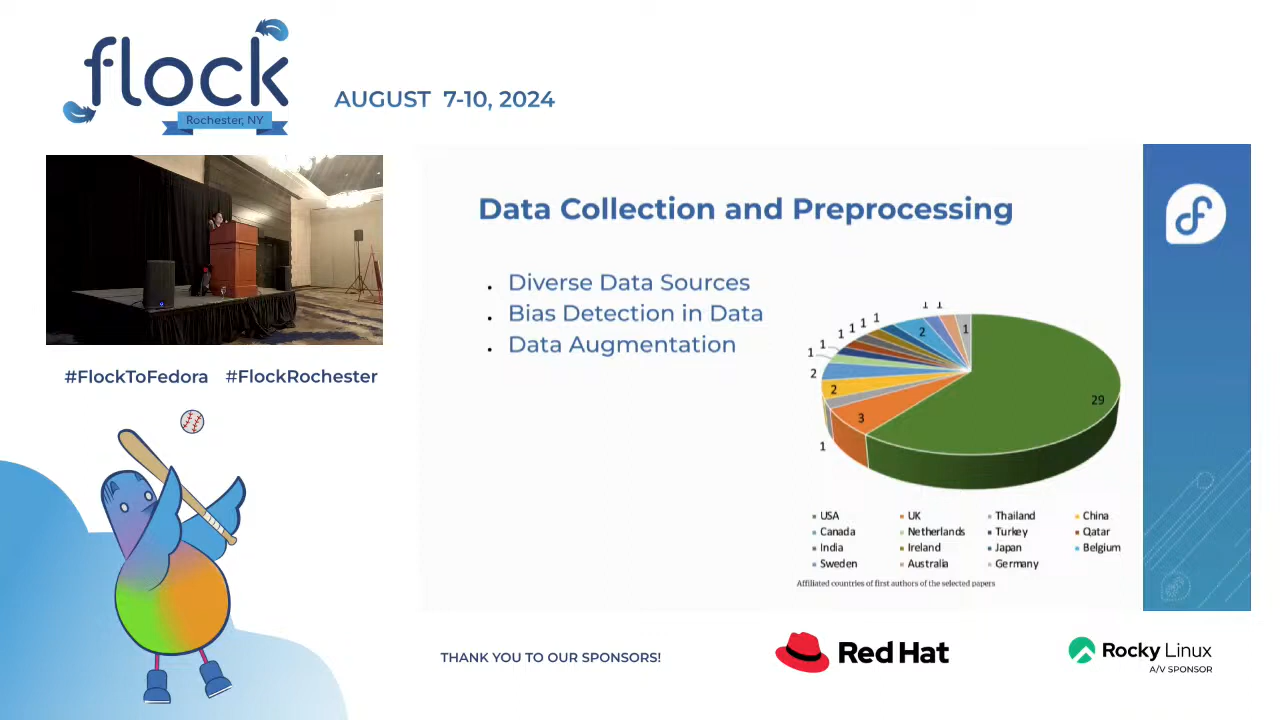 flock
Rochester, NY
AUGUST 7-10, 2024
#FlockToFedora #FlockRochester
Data Collection and Preprocessing
Diverse Data Sources
Bias Detection in Data
Data Augmentation
1 1
1 1 1 1 2 1
1
1
2
2
29
3
1
USA UK Thailand China
Canada Netherlands Turkey Qatar
India Ireland Japan Belgium
Sweden Australia Germany
Affiliated countries of first authors of the selected papers
THANK YOU TO OUR SPONSORS!
Red Hat
Rocky Linux
A/V SPONSOR